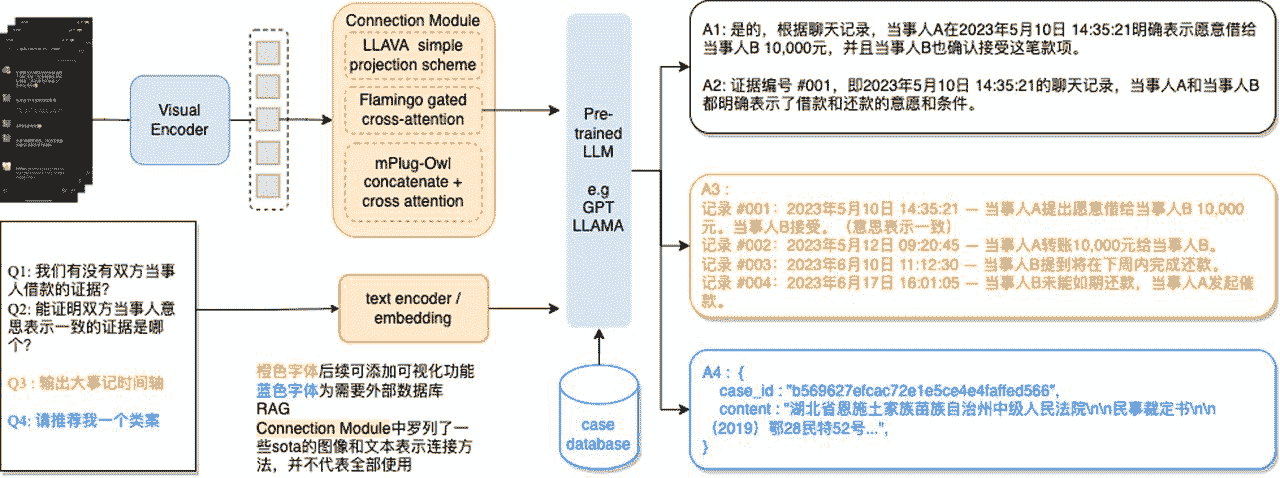 Visual
Encoder
Connection Module
LLAVA simple
projection scheme
Flamingo gated
cross-attention
mPlug-Owl
concatenate +
cross attention
Pre-
trained
LLM
e.g
GPT
LLAMA
A1: 是的，根据聊天记录，当事人A在2023年5月10日 14:35:21明确表示愿意借给
当事人B 10,000元，并且当事人B也确认接受这笔款项。
A2: 证据编号 #001，即2023年5月10日 14:35:21的聊天记录，当事人A和当事人B
都明确表示了借款和还款的意愿和条件。
A3 :
记录 #001：2023年5月10日 14:35:21 — 当事人A提出愿意借给当事人B 10,000
元。当事人B接受。（意思表示一致）
记录 #002：2023年5月12日 09:20:45 — 当事人A转账10,000元给当事人B。
记录 #003：2023年6月10日 11:12:30 — 当事人B提到将在下周内完成还款。
记录 #004：2023年6月17日 16:01:05 — 当事人B未能如期还款，当事人A发起催
款。
Q1: 我们有没有双方当事
人借款的证据?
Q2: 能证明双方当事人意
思表示一致的证据是哪
个?
Q3 : 输出大事记时间轴
Q4: 请推荐我一个类案
text encoder /
embedding
橙色字体后续可添加可视化功能
蓝色字体为需要外部数据库
RAG
Connection Module中罗列了一
些sota的图像和文本表示连接方
法，并不代表全部使用
case
database
A4 : {
case_id : "b569627efcac72e1e5ce4e4faffed566",
content : "湖北省恩施土家族苗族自治州中级人民法院\n\n民事裁定书\n\n
（2019）鄂28民特52号...",
}